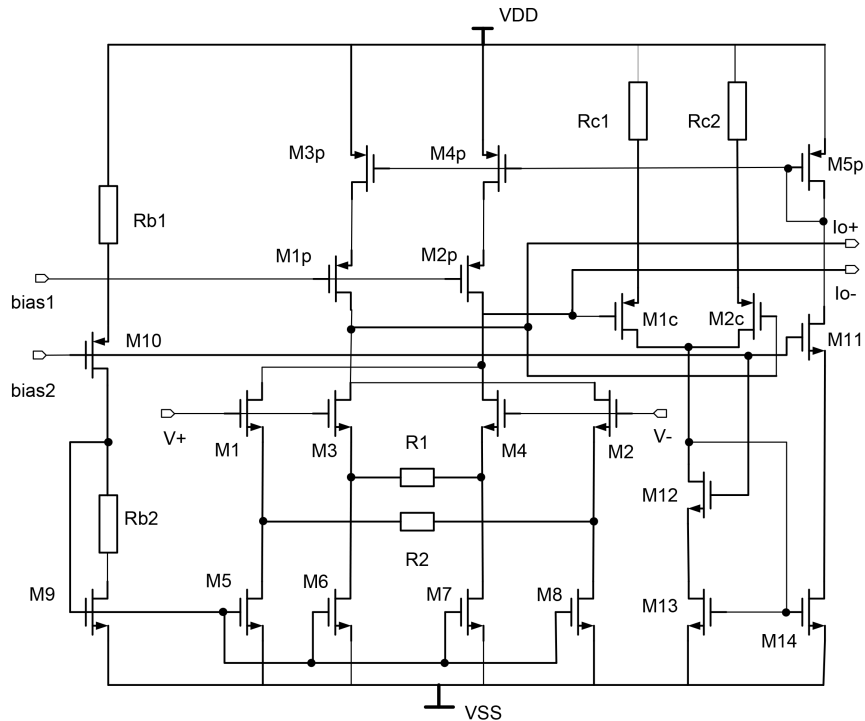 VDD
Rc1
Rc2
M3p
M4p
M5p
Rb1
Io+
M1p
M2p
bias1
Io-
M1c
M2c
M10
M11
bias2
V+
M1
M3
R1
M4
M2
V-
M12
Rb2
R2
M9
M5
M6
M7
M8
M13
M14
VSS